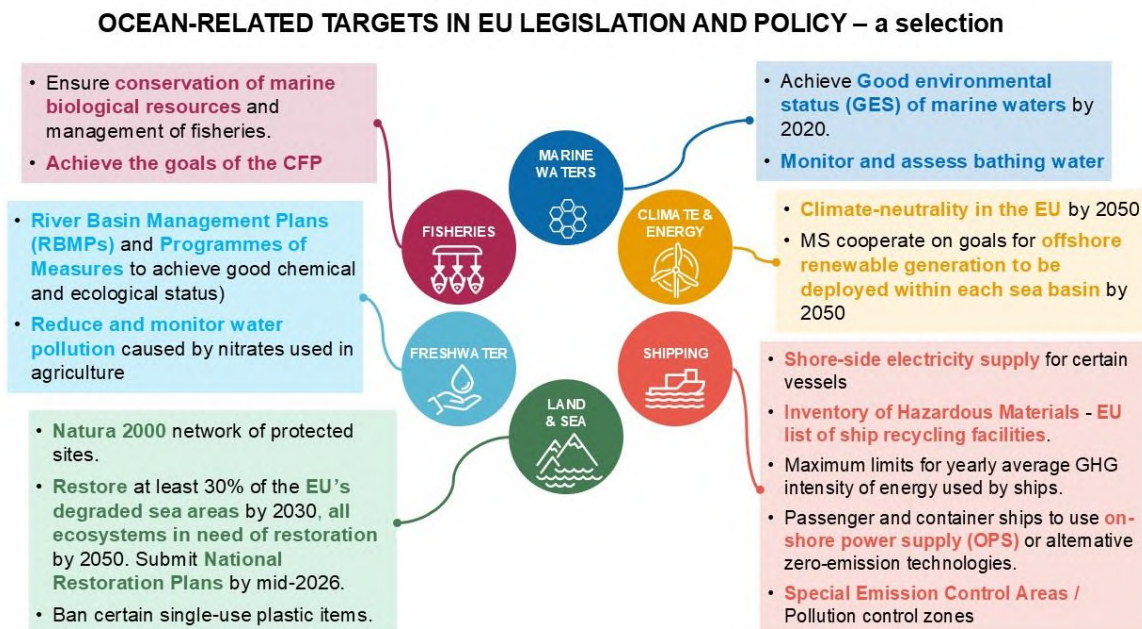 OCEAN-RELATED TARGETS IN EU LEGISLATION AND POLICY – a selection
• Ensure conservation of marine
biological resources and
management of fisheries.
• Achieve the goals of the CFP
• River Basin Management Plans
(RBMPs) and Programmes of
Measures to achieve good chemical
and ecological status)
• Reduce and monitor water
pollution caused by nitrates used in
agriculture
• Natura 2000 network of protected
sites.
• Restore at least 30% of the EU's
degraded sea areas by 2030, all
ecosystems in need of restoration
by 2050. Submit National
Restoration Plans by mid-2026.
• Ban certain single-use plastic items.
MARINE
WATERS
FISHERIES
CLIMATE &
ENERGY
FRESHWATER
SHIPPING
LAND
& SEA
• Achieve Good environmental
status (GES) of marine waters by
2020.
• Monitor and assess bathing water
• Climate-neutrality in the EU by 2050
• MS cooperate on goals for offshore
renewable generation to be
deployed within each sea basin by
2050
• Shore-side electricity supply for certain
vessels
• Inventory of Hazardous Materials - EU
list of ship recycling facilities.
• Maximum limits for yearly average GHG
intensity of energy used by ships.
• Passenger and container ships to use on-
shore power supply (OPS) or alternative
zero-emission technologies.
• Special Emission Control Areas /
Pollution control zones